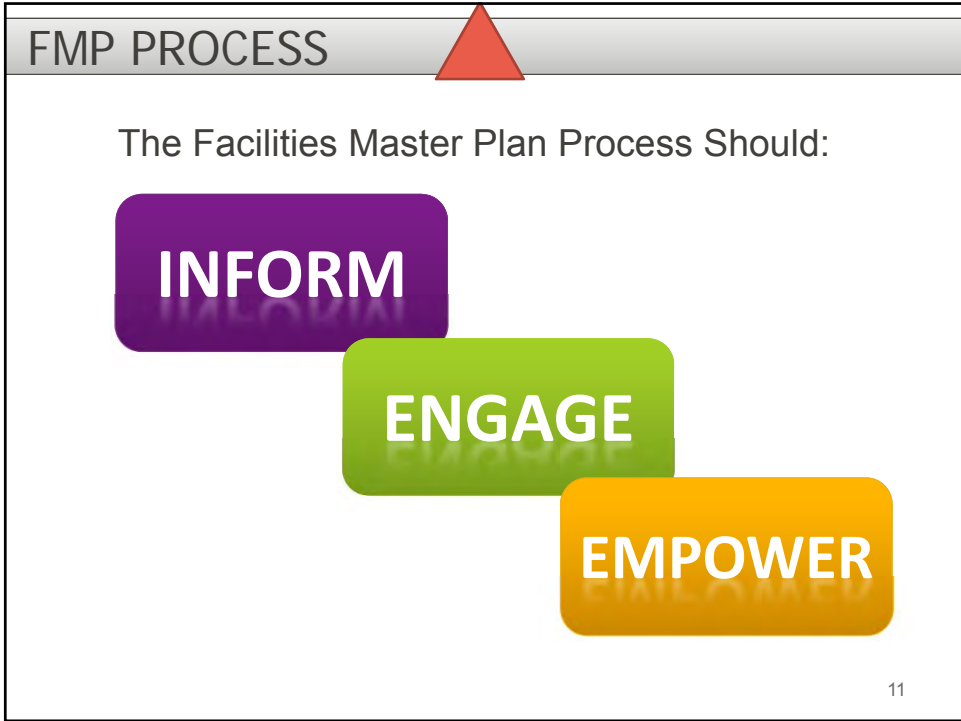 FMP PROCESS
The Facilities Master Plan Process Should:
INFORM
ENGAGE
EMPOWER
11